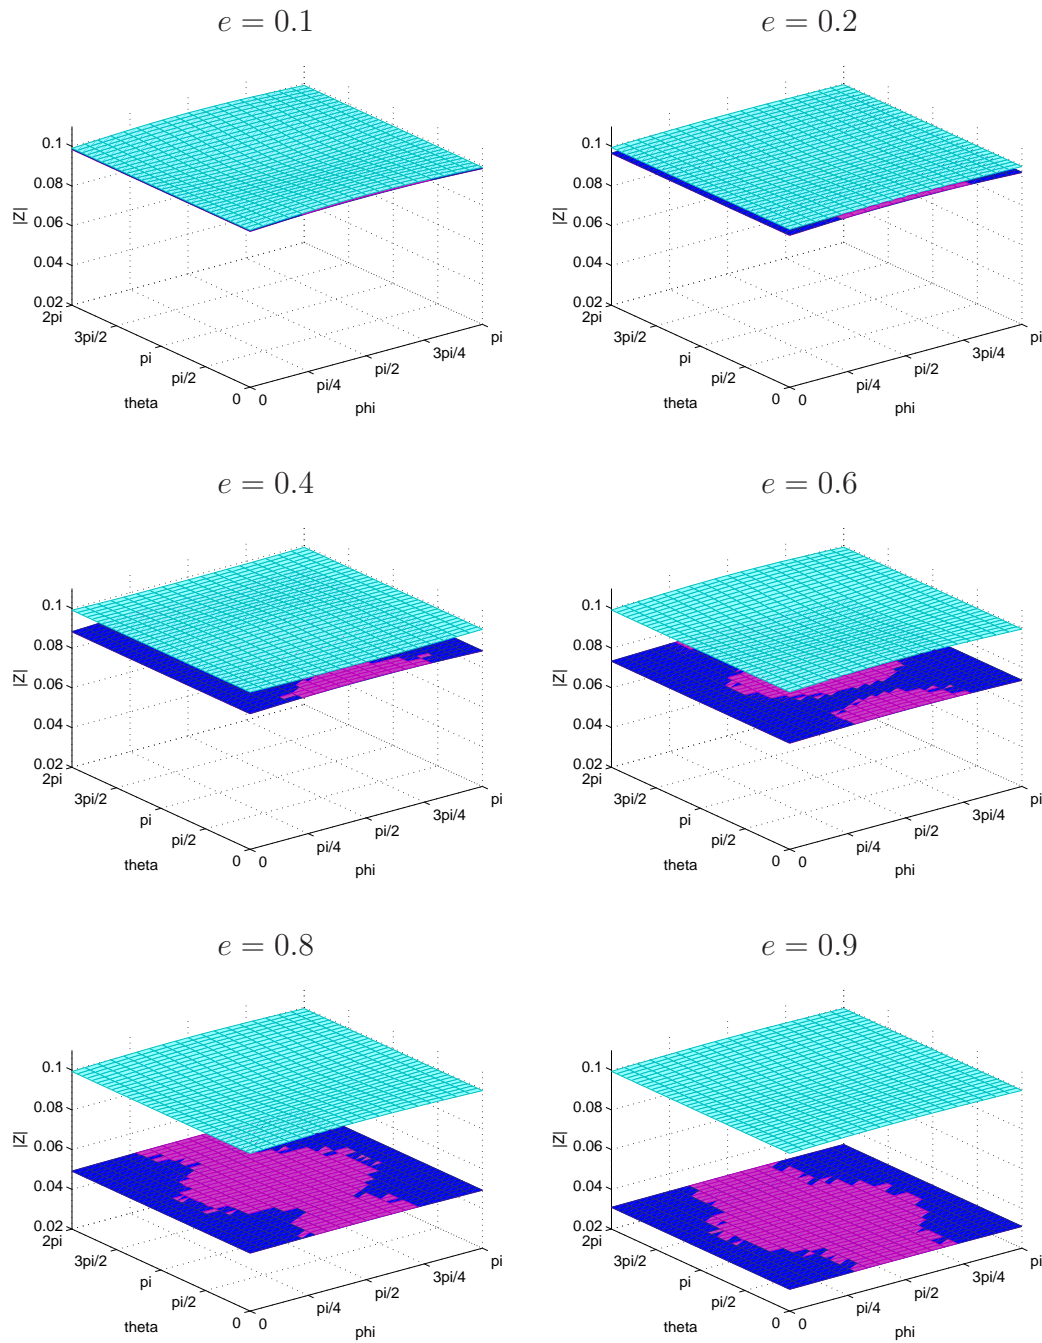 e = 0.1
0.1
0.08
0.06
0.04
0.02
|Z|
2pi
3pi/2
pi
pi/2
0
theta
0
pi/4
pi/2
3pi/4
pi
phi
e = 0.2
0.1
0.08
0.06
0.04
0.02
|Z|
2pi
3pi/2
pi
pi/2
0
theta
0
pi/4
pi/2
3pi/4
pi
phi
e = 0.4
0.1
0.08
0.06
0.04
0.02
|Z|
2pi
3pi/2
pi
pi/2
0
theta
0
pi/4
pi/2
3pi/4
pi
phi
e = 0.6
0.1
0.08
0.06
0.04
0.02
|Z|
2pi
3pi/2
pi
pi/2
0
theta
0
pi/4
pi/2
3pi/4
pi
phi
e = 0.8
0.1
0.08
0.06
0.04
0.02
|Z|
2pi
3pi/2
pi
pi/2
0
theta
0
pi/4
pi/2
3pi/4
pi
phi
e = 0.9
0.1
0.08
0.06
0.04
0.02
|Z|
2pi
3pi/2
pi
pi/2
0
theta
0
pi/4
pi/2
3pi/4
pi
phi